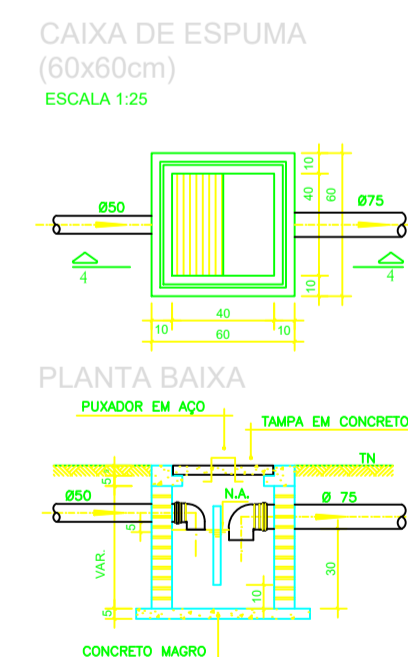 CAIXA DE ESPUMA
(60x60cm)
ESCALA 1:25
Ø50
Ø75
10
40
60
10
4
4
40
10
10
60
PLANTA BAIXA
PUXADOR EM AÇO
TAMPA EM CONCRETO
TN
5
Ø50
N.A.
Ø 75
5
VAR.
30
10
5
CONCRETO MAGRO